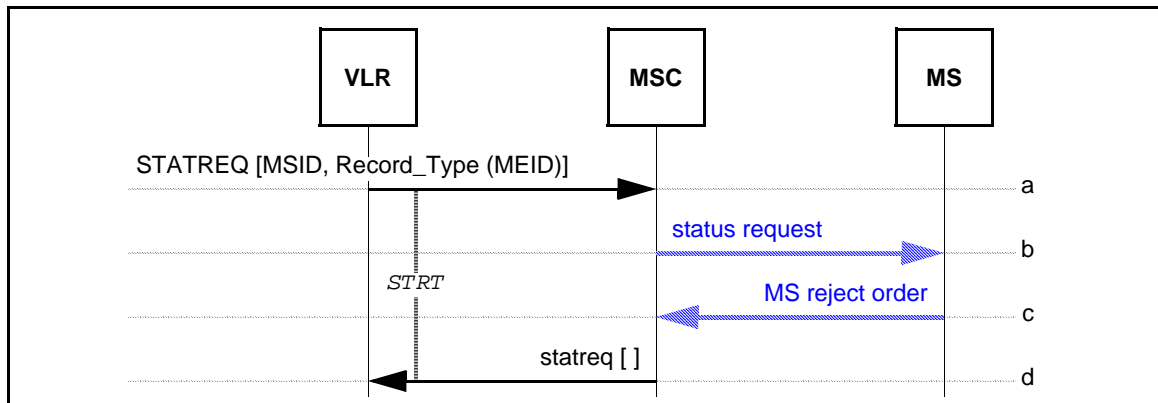 VLR
MSC
MS
STATREQ [MSID, Record_Type (MEID)]
a
status request
b
STRT
MS reject order
c
statreq [ ]
d